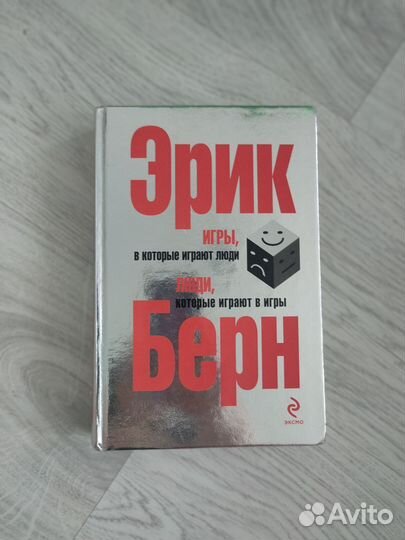 Эрик
ИГРЫ,
в которые играют люди
ЛЮДИ,
которые играют в игры
Берн
ЭКСМО
Avito